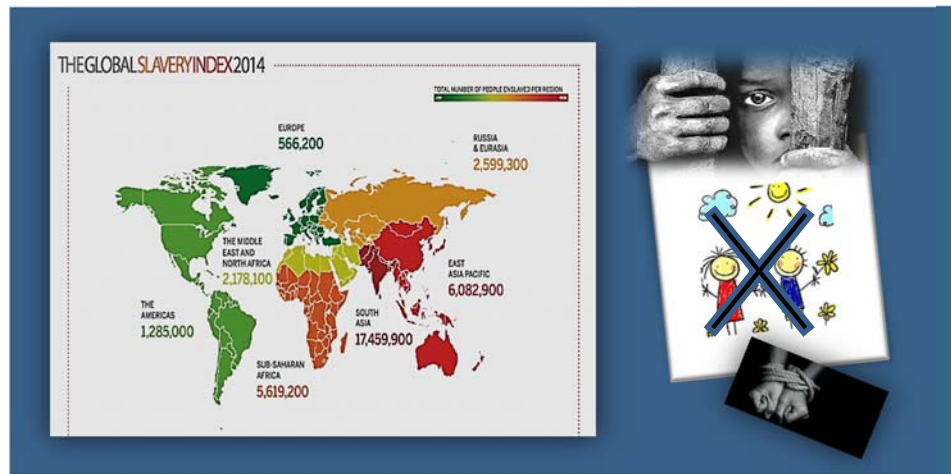 THEGLOBALSLAVERYINDEX2014
TOTAL NUMBER OF PEOPLE ENSLAVED PER REGION
EUROPE
566,200
RUSSIA
& EURASIA
2,599,300
THE MIDDLE
EAST AND
NORTH AFRICA
2,178,100
EAST
ASIA PACIFIC
6,082,900
THE
AMERICAS
1,285,000
SOUTH
ASIA
17,459,900
SUB-SAHARAN
AFRICA
5,619,200